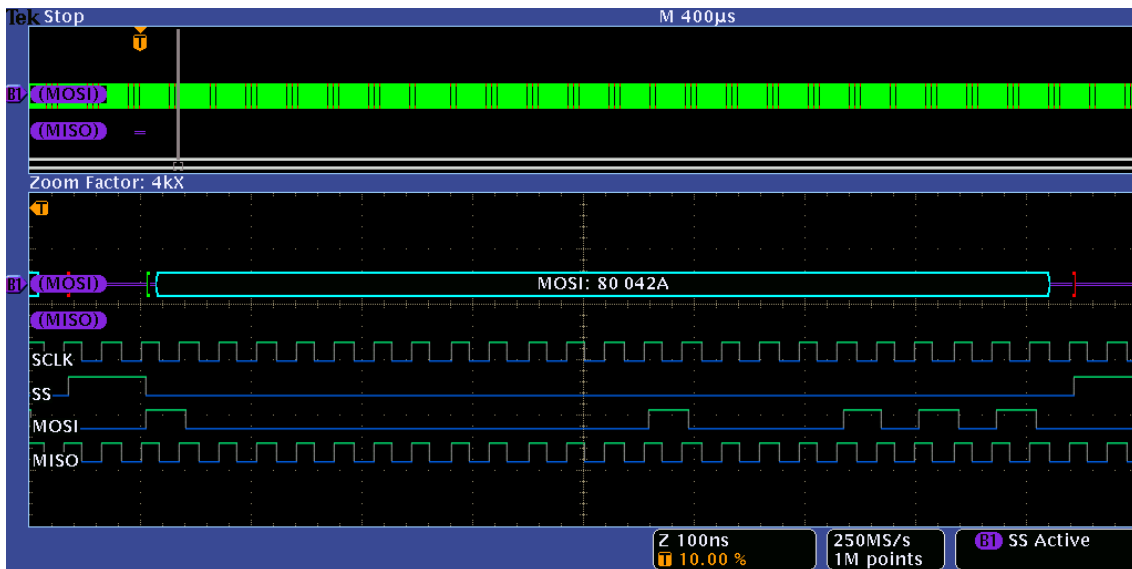 Tek Stop M 400µs
T
B1 (MOSI)
(MISO)
Zoom Factor: 4kX
T
B1 (MOSI) MOSI: 80 042A
(MISO)
SCLK
SS
MOSI
MISO
Z 100ns 250MS/s B1 SS Active
T 10.00 % 1M points